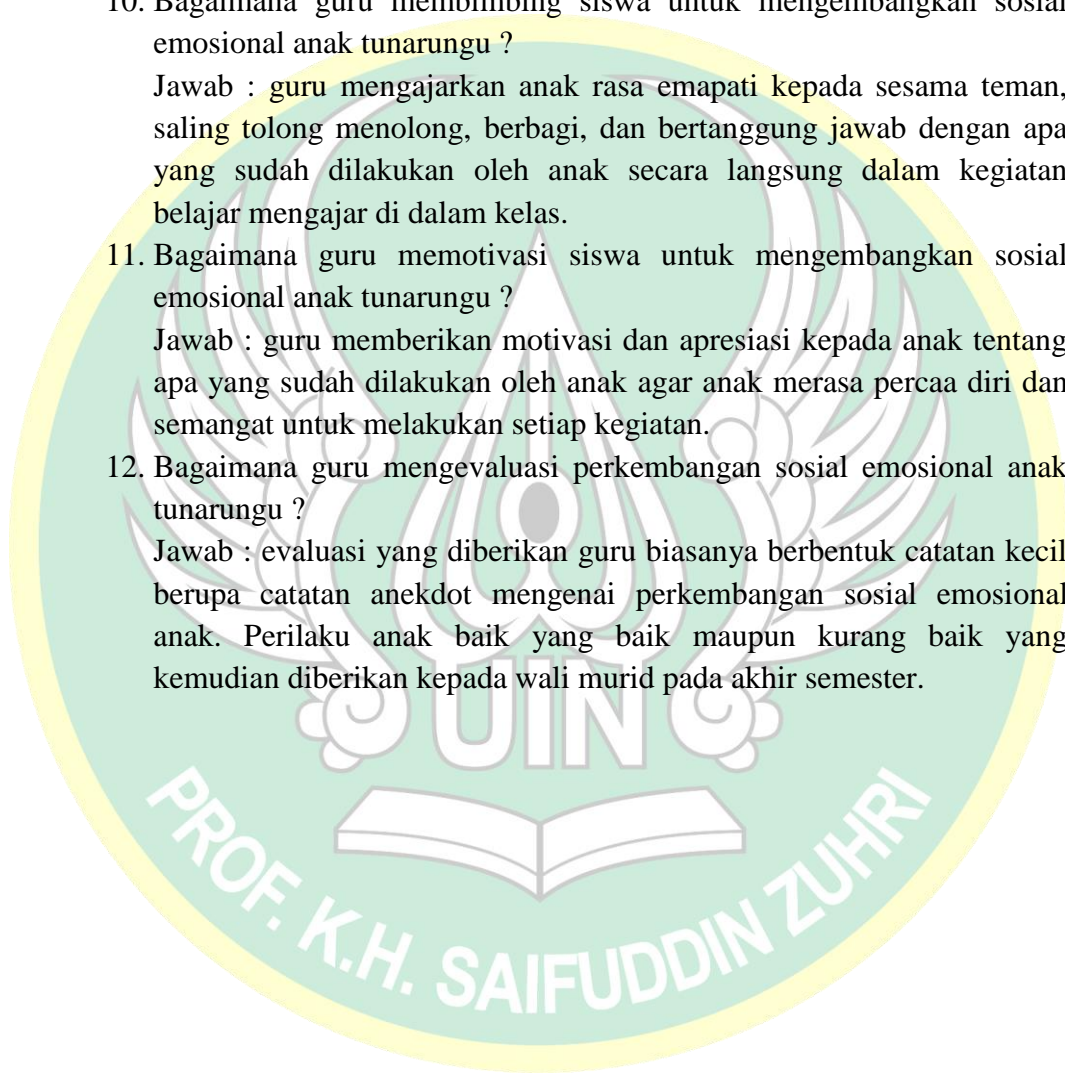 10. Bagaimana guru membimbing siswa untuk mengembangkan sosial
emosional anak tunarungu ?
Jawab : guru mengajarkan anak rasa emapati kepada sesama teman,
saling tolong menolong, berbagi, dan bertanggung jawab dengan apa
yang sudah dilakukan oleh anak secara langsung dalam kegiatan
belajar mengajar di dalam kelas.
11. Bagaimana guru memotivasi siswa untuk mengembangkan sosial
emosional anak tunarungu ?
Jawab : guru memberikan motivasi dan apresiasi kepada anak tentang
apa yang sudah dilakukan oleh anak agar anak merasa percaa diri dan
semangat untuk melakukan setiap kegiatan.
12. Bagaimana guru mengevaluasi perkembangan sosial emosional anak
tunarungu ?
Jawab : evaluasi yang diberikan guru biasanya berbentuk catatan kecil
berupa catatan anekdot mengenai perkembangan sosial emosional
anak. Perilaku anak baik yang baik maupun kurang baik yang
kemudian diberikan kepada wali murid pada akhir semester.
UIN
PROF. K.H. SAIFUDDIN ZUHRI